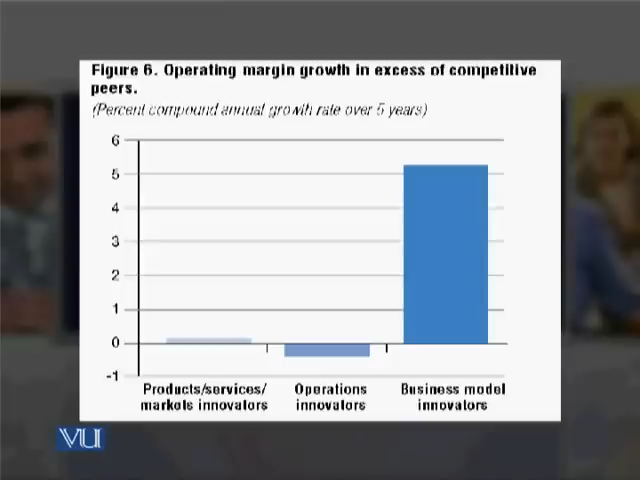 Figure 6. Operating margin growth in excess of competitive
peers.
(Percent compound annual growth rate over 5 years)
6
5
4
3
2
1
0
-1
Products/services/
markets innovators
Operations
innovators
Business model
innovators
VU